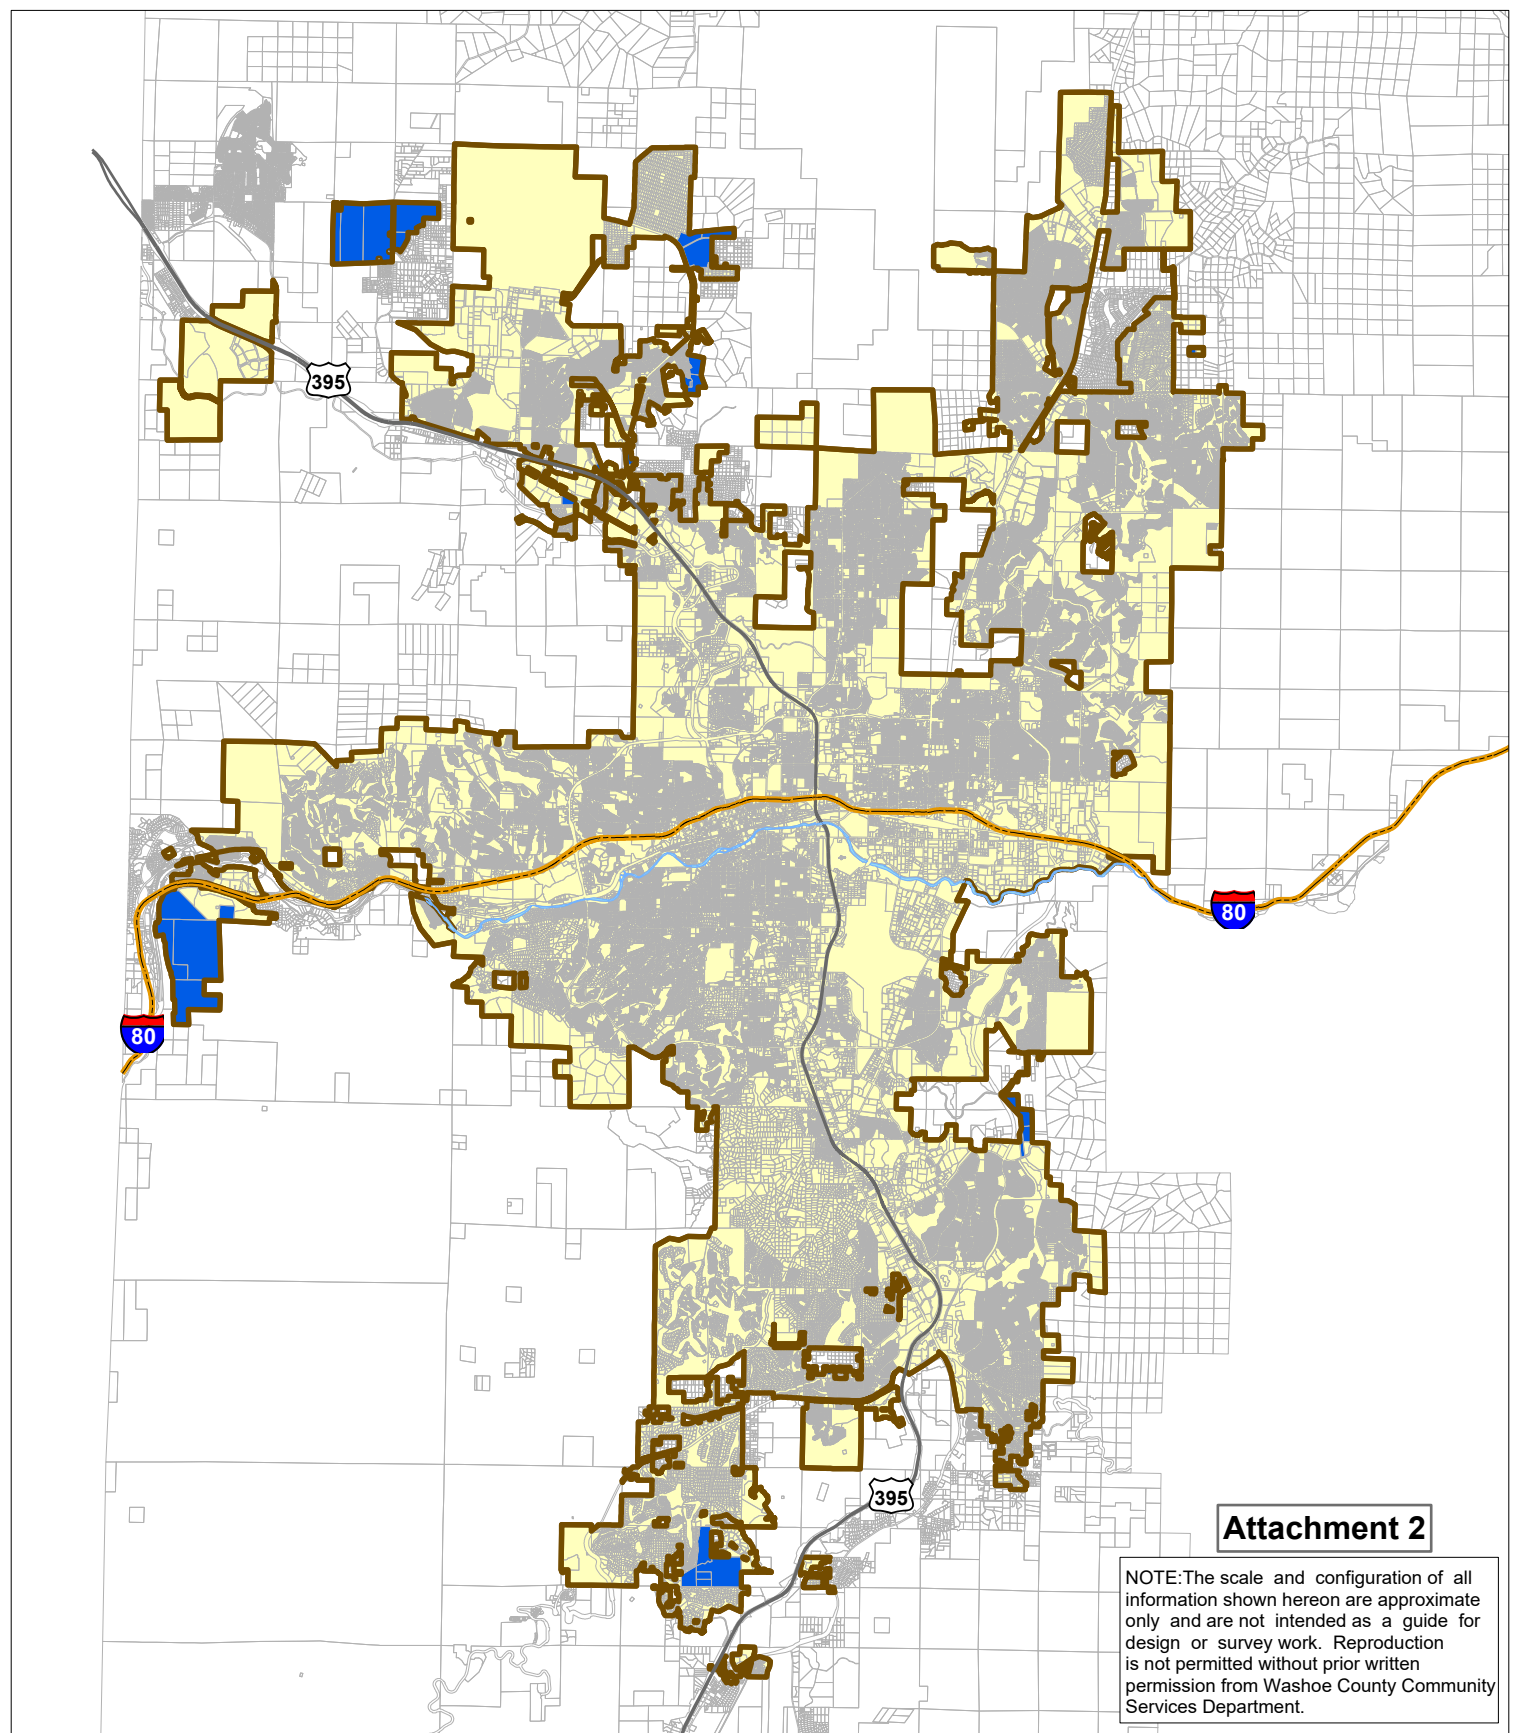 395
80
80
395
Attachment 2
NOTE:The scale and configuration of all
information shown hereon are approximate
only and are not intended as a guide for
design or survey work. Reproduction
is not permitted without prior written
permission from Washoe County Community
Services Department.